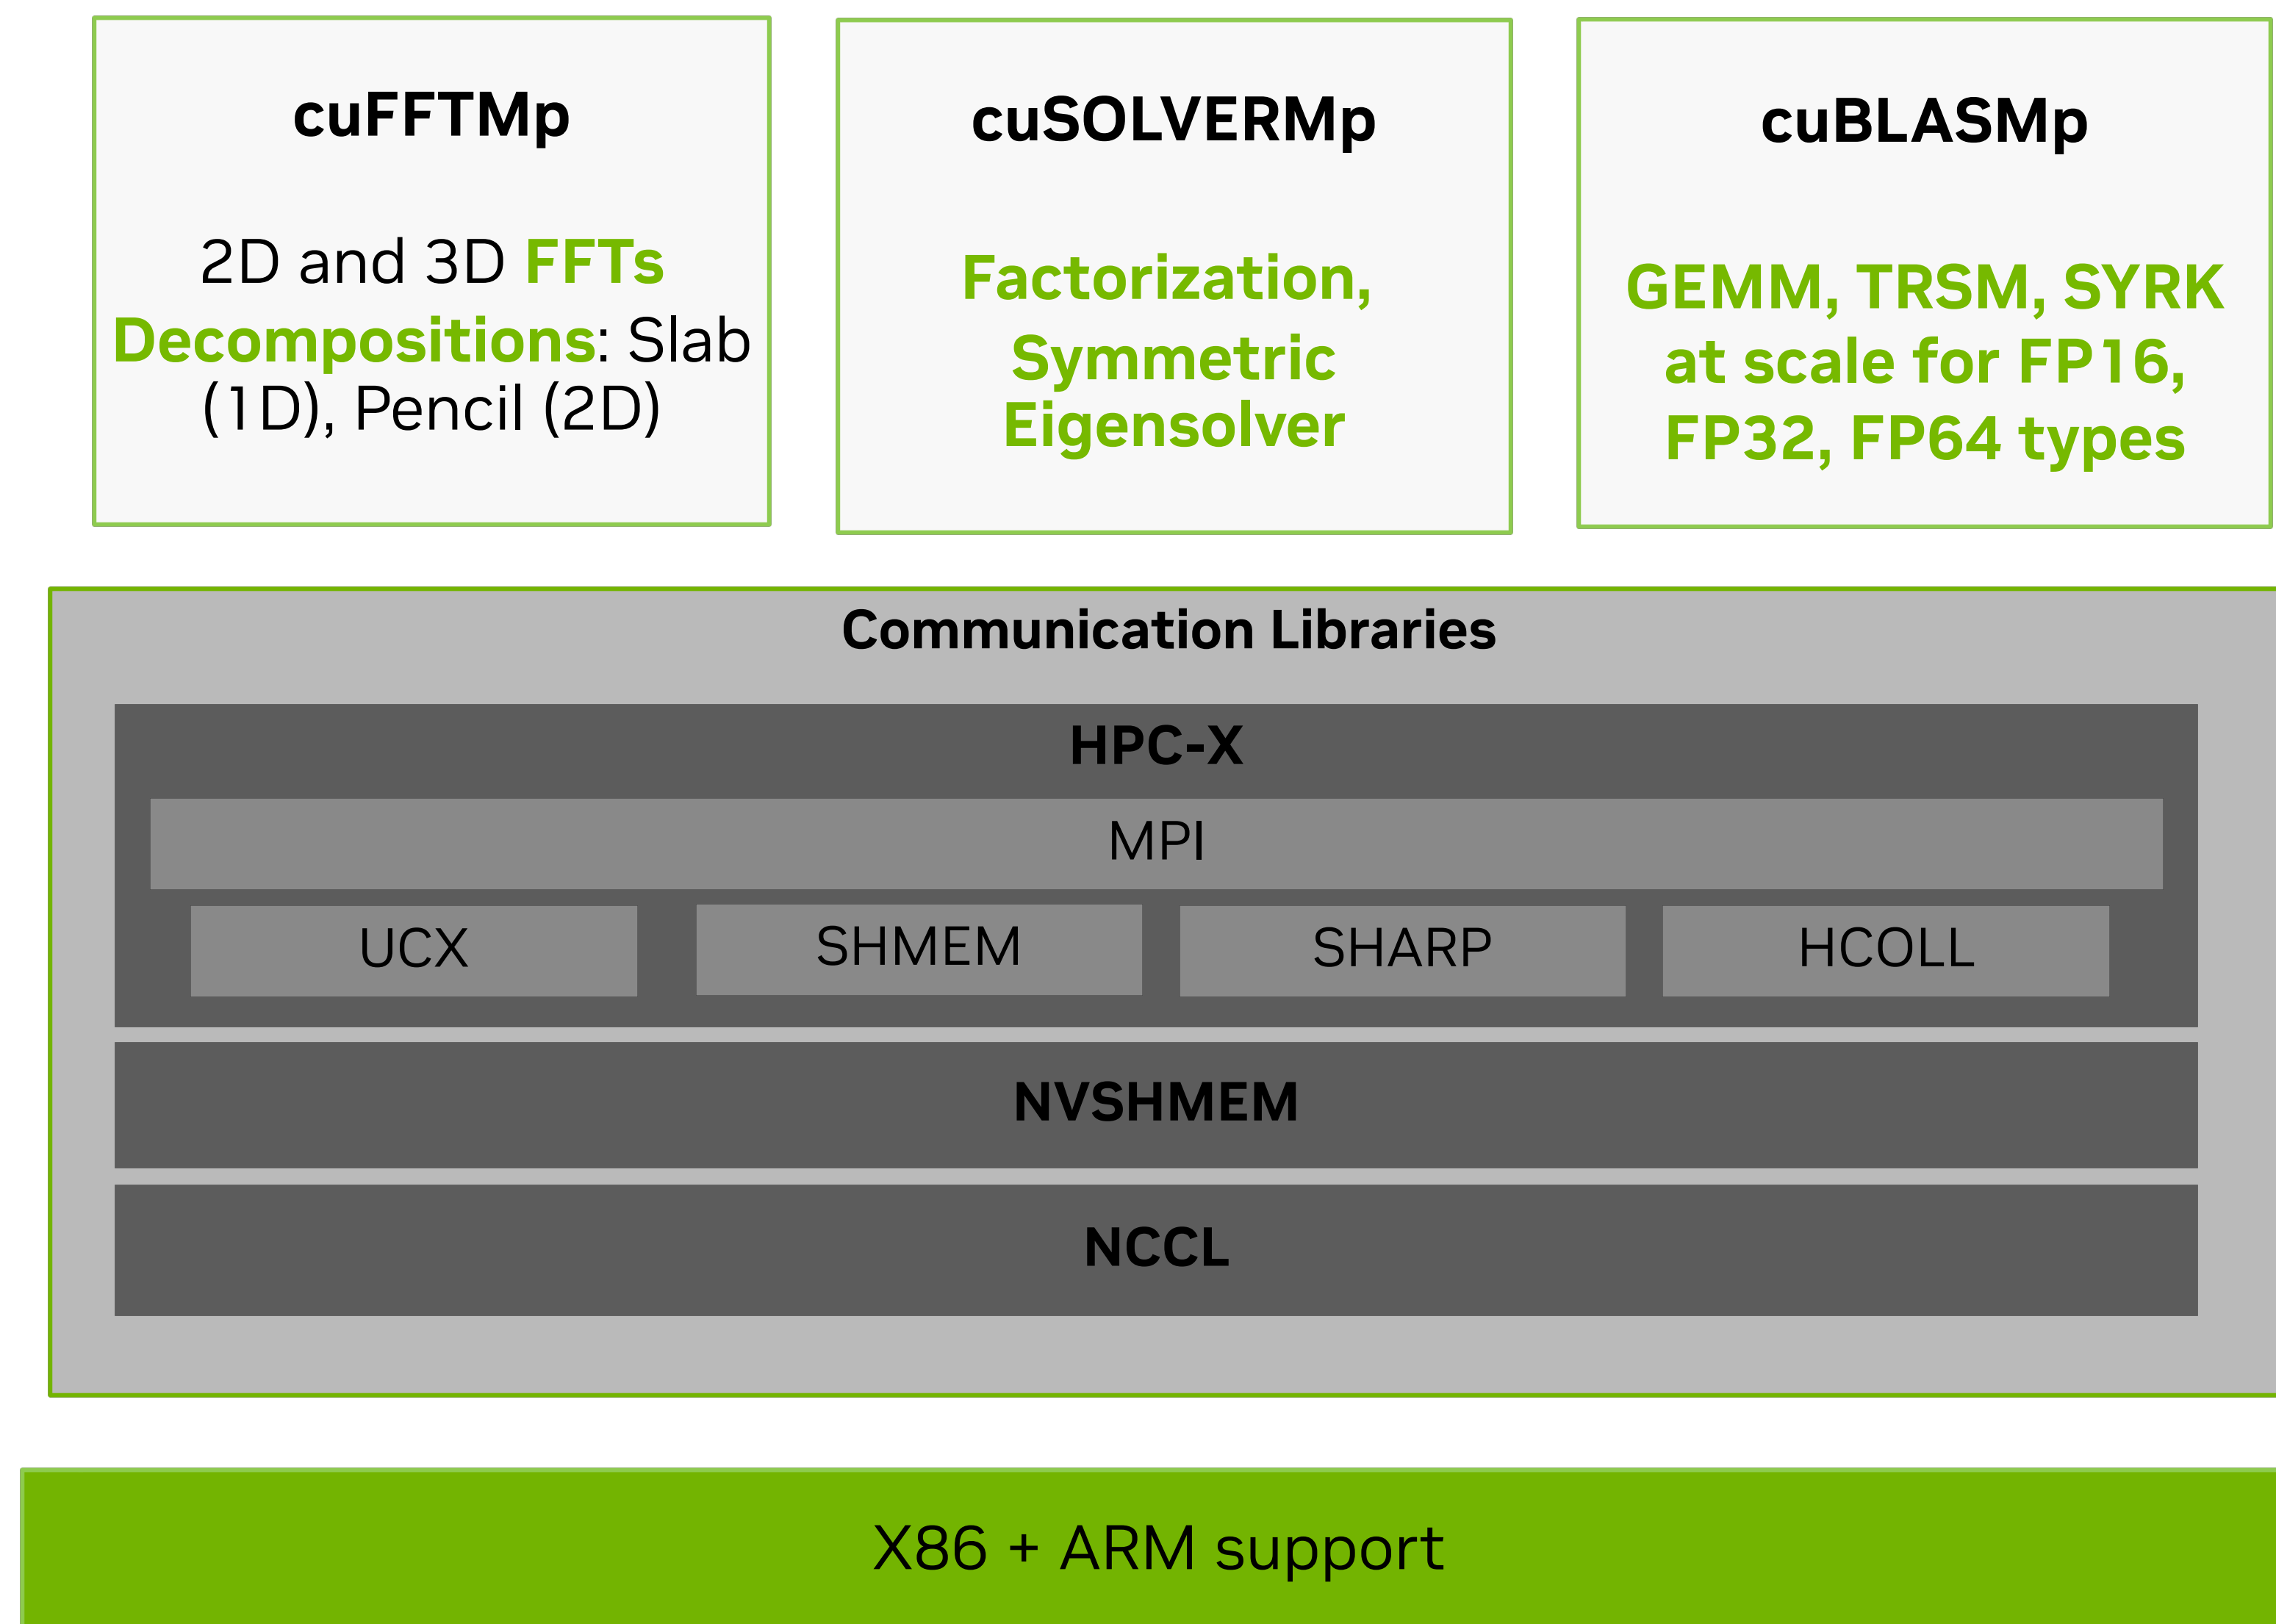 cuFFTMp
2D and 3D FFTs
Decompositions: Slab
(1D), Pencil (2D)
cuSOLVERMp
Factorization,
Symmetric
Eigensolver
cuBLASMp
GEMM, TRSM, SYRK
at scale for FP16,
FP32, FP64 types
Communication Libraries
HPC-X
MPI
UCX
SHMEM
SHARP
HCOLL
NVSHMEM
NCCL
X86 + ARM support